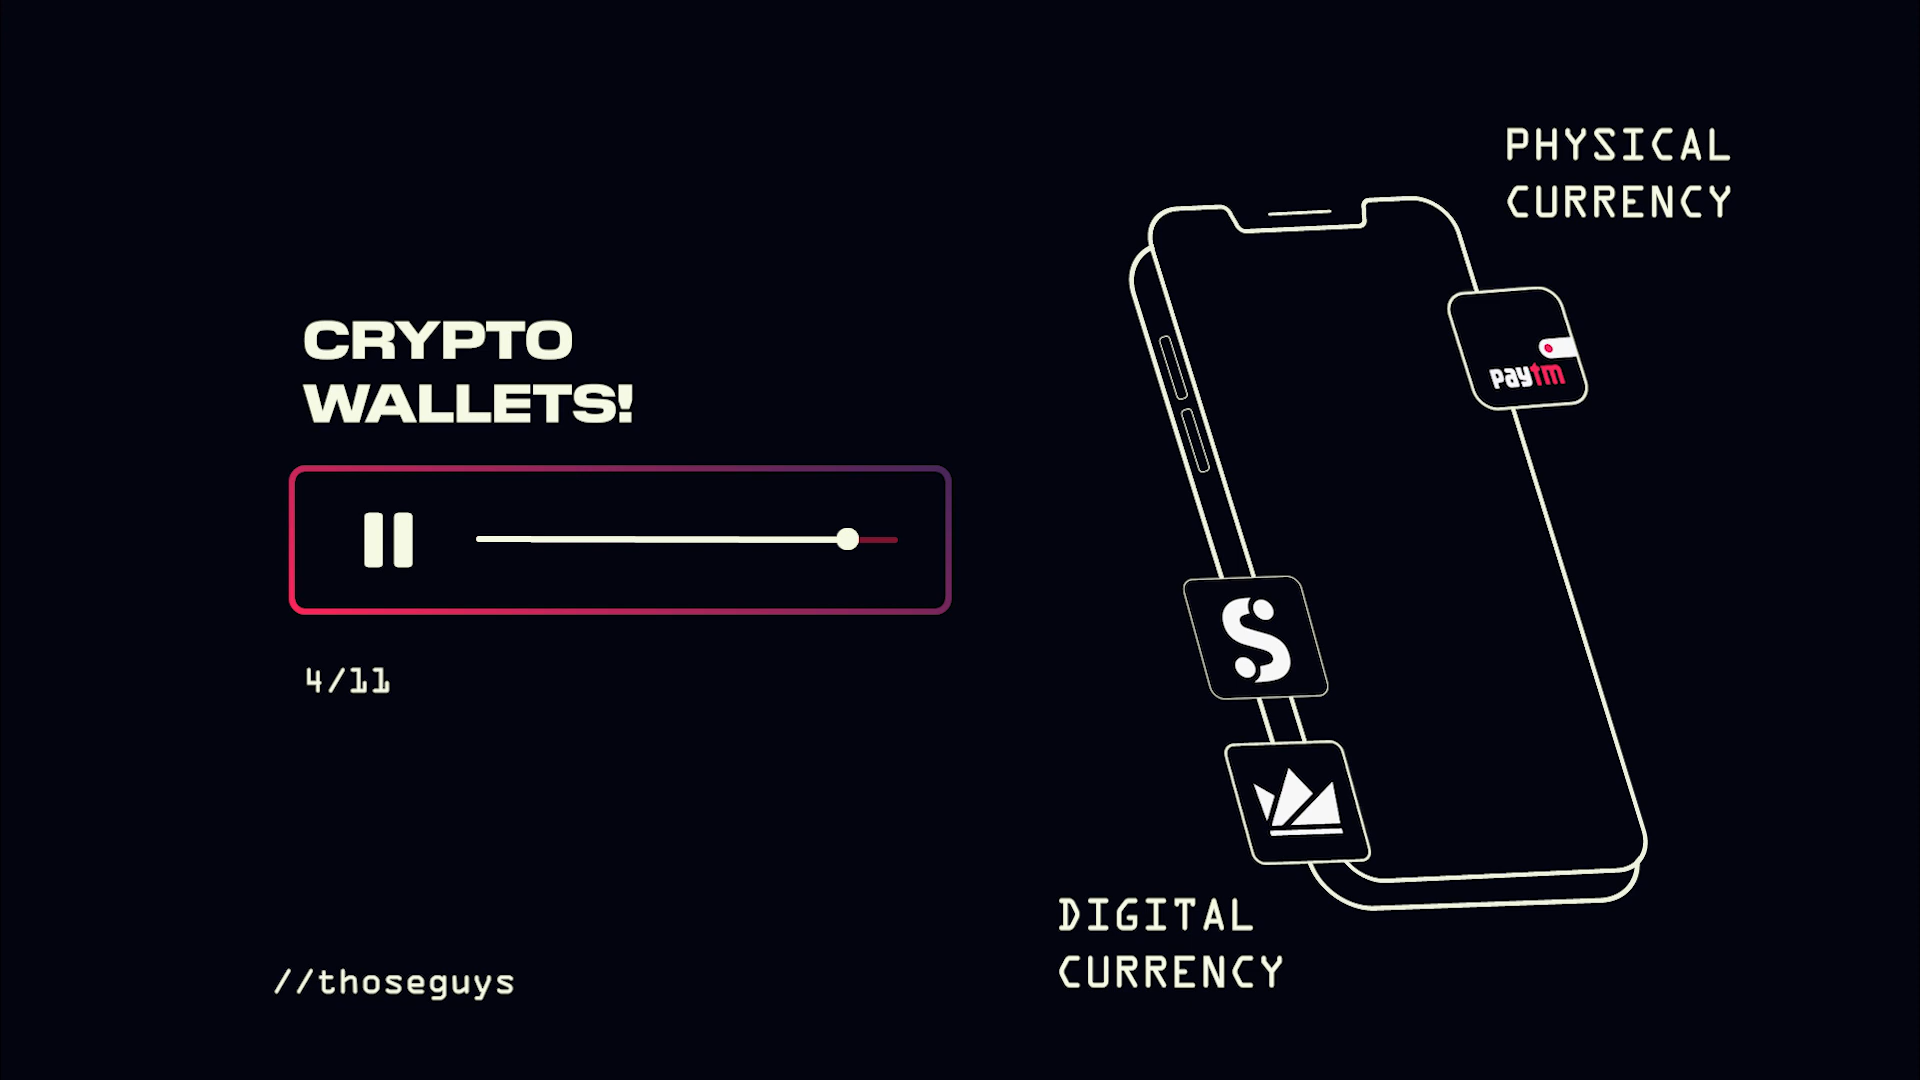 CRYPTO
WALLETS!
4/11
//thoseguys
PHYSICAL
CURRENCY
paytm
S
DIGITAL
CURRENCY